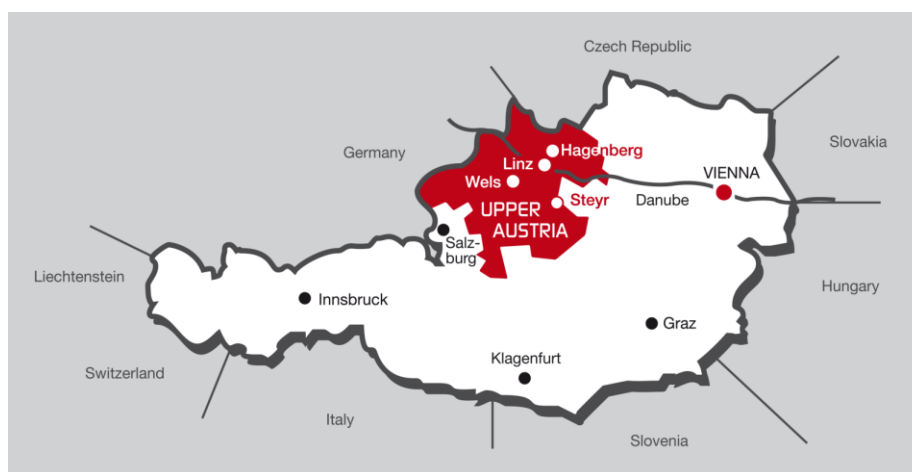 Czech Republic
Germany
Slovakia
Hagenberg
Linz
Wels
VIENNA
Steyr
Danube
UPPER
AUSTRIA
Salz-
burg
Liechtenstein
Innsbruck
Hungary
Graz
Klagenfurt
Switzerland
Italy
Slovenia